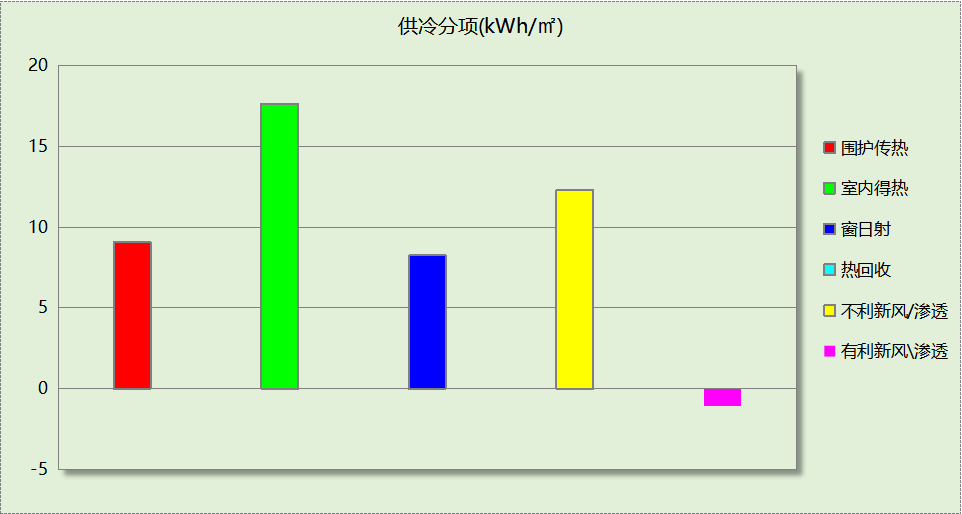 供冷分项(kWh/㎡)
20
15
10
5
0
-5
围护传热
室内得热
窗日射
热回收
不利新风/渗透
有利新风\渗透